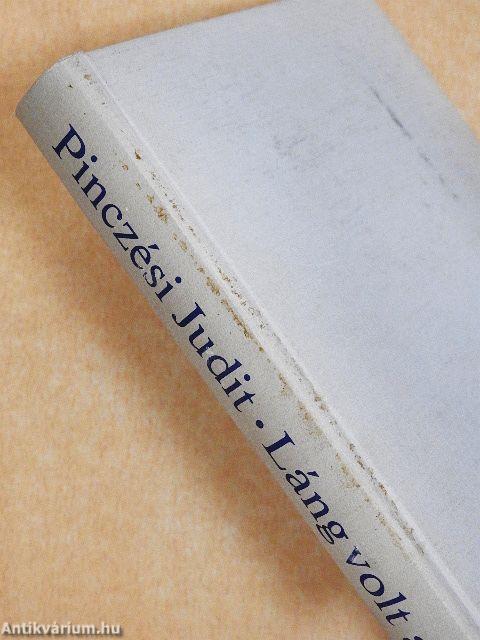 Pinczési Judit · Láng volt
Antikvárium.hu